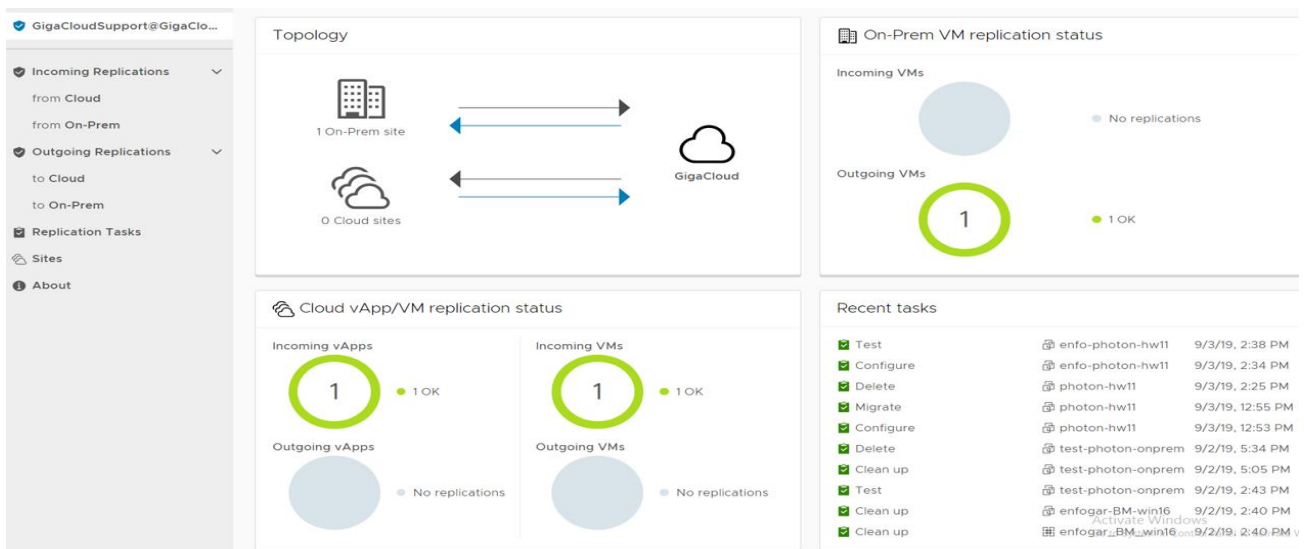 GigaCloudSupport@GigaClo...
Incoming Replications
from Cloud
from On-Prem
Outgoing Replications
to Cloud
to On-Prem
Replication Tasks
Sites
About
Topology
1 On-Prem site
0 Cloud sites
GigaCloud
On-Prem VM replication status
Incoming VMs
No replications
Outgoing VMs
1
1 OK
Cloud vApp/VM replication status
Incoming vApps
1
1 OK
Incoming VMs
1
1 OK
Outgoing vApps
No replications
Outgoing VMs
No replications
Recent tasks
Test enfo-photon-hw11 9/3/19, 2:38 PM
Configure enfo-photon-hw11 9/3/19, 2:34 PM
Delete photon-hw11 9/3/19, 2:25 PM
Migrate photon-hw11 9/3/19, 12:55 PM
Configure photon-hw11 9/3/19, 12:53 PM
Delete test-photon-onprem 9/2/19, 5:34 PM
Clean up test-photon-onprem 9/2/19, 5:05 PM
Test test-photon-onprem 9/2/19, 2:43 PM
Clean up enfogar-BM-win16 9/2/19, 2:40 PM
Activate Windows
Clean up enfogar_BM_win16 9/2/19, 2:40 PM